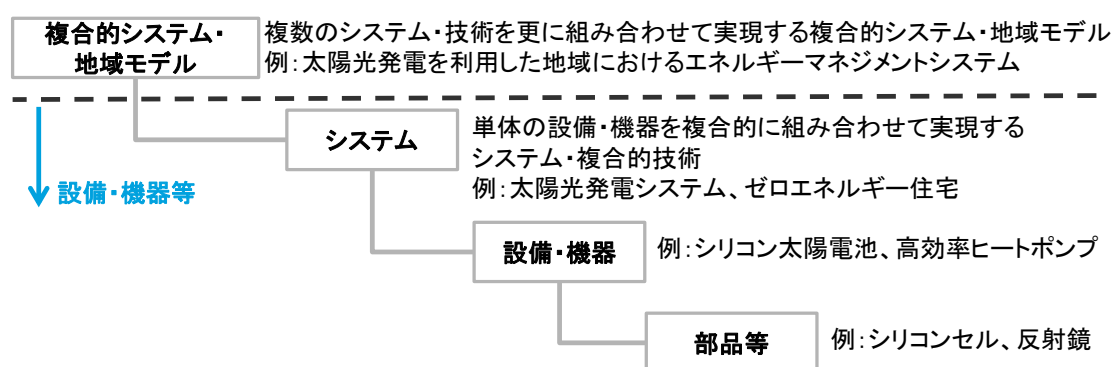 複合的システム・
地域モデル
複数のシステム・技術を更に組み合わせて実現する複合的システム・地域モデル
例：太陽光発電を利用した地域におけるエネルギーマネジメントシステム
システム
単体の設備・機器を複合的に組み合わせて実現する
システム・複合的技術
例：太陽光発電システム、ゼロエネルギー住宅
設備・機器等
設備・機器
例：シリコン太陽電池、高効率ヒートポンプ
部品等
例：シリコンセル、反射鏡